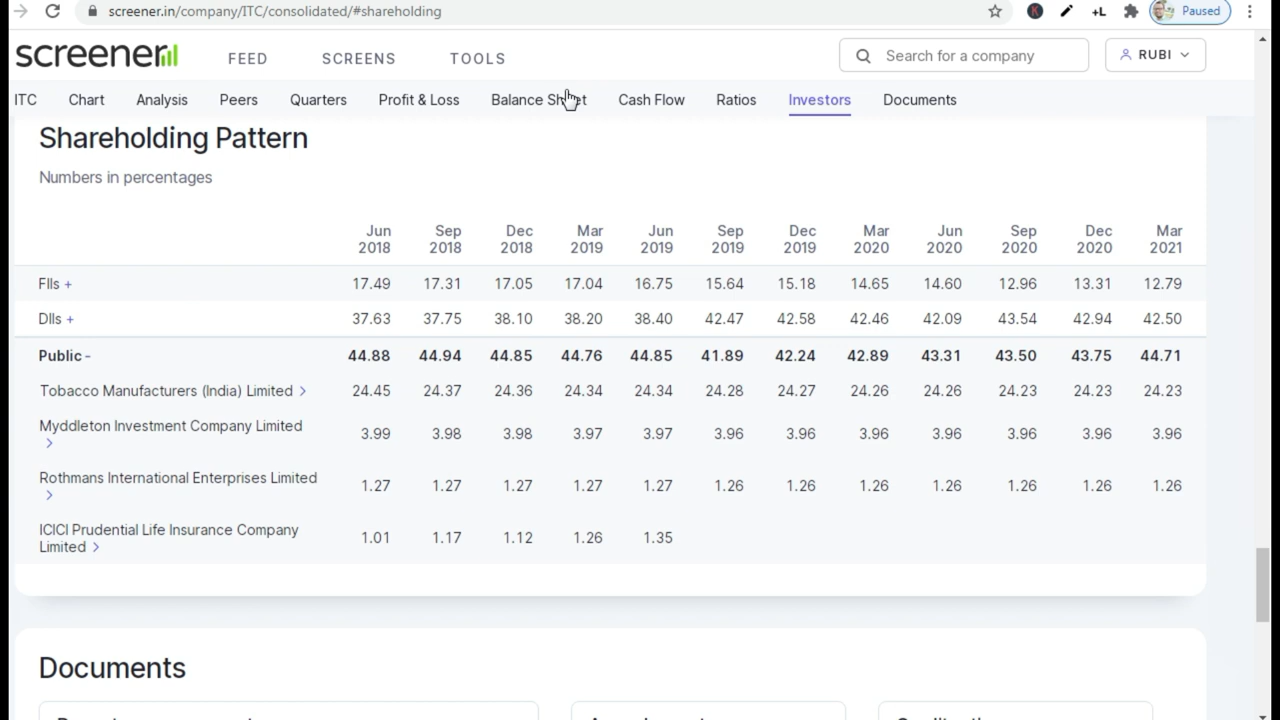 screener.in/company/ITC/consolidated/#shareholding
K +L Paused
screener FEED SCREENS TOOLS Search for a company RUBI
ITC Chart Analysis Peers Quarters Profit & Loss Balance Sheet Cash Flow Ratios Investors Documents
Shareholding Pattern
Numbers in percentages
Jun Sep Dec Mar Jun Sep Dec Mar Jun Sep Dec Mar
2018 2018 2018 2019 2019 2019 2019 2020 2020 2020 2020 2021
FIIs + 17.49 17.31 17.05 17.04 16.75 15.64 15.18 14.65 14.60 12.96 13.31 12.79
DIIs + 37.63 37.75 38.10 38.20 38.40 42.47 42.58 42.46 42.09 43.54 42.94 42.50
Public - 44.88 44.94 44.85 44.76 44.85 41.89 42.24 42.89 43.31 43.50 43.75 44.71
Tobacco Manufacturers (India) Limited > 24.45 24.37 24.36 24.34 24.34 24.28 24.27 24.26 24.26 24.23 24.23 24.23
Myddleton Investment Company Limited
> 3.99 3.98 3.98 3.97 3.97 3.96 3.96 3.96 3.96 3.96 3.96 3.96
Rothmans International Enterprises Limited
> 1.27 1.27 1.27 1.27 1.27 1.26 1.26 1.26 1.26 1.26 1.26 1.26
ICICI Prudential Life Insurance Company
Limited > 1.01 1.17 1.12 1.26 1.35
Documents